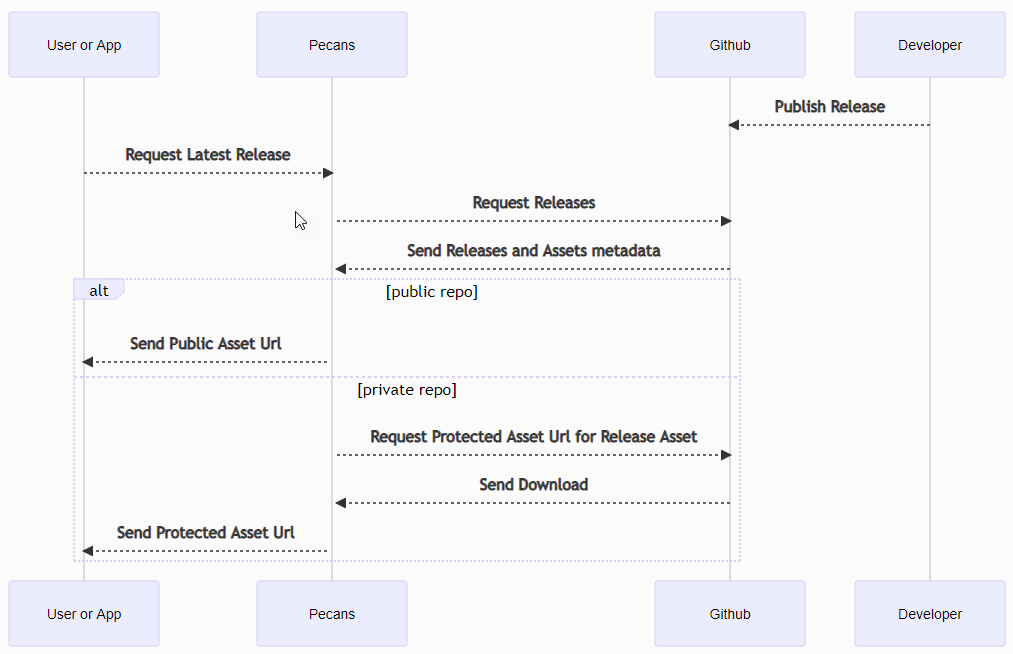 User or App
Pecans
Github
Developer
Publish Release
Request Latest Release
Request Releases
Send Releases and Assets metadata
alt
[public repo]
Send Public Asset Url
[private repo]
Request Protected Asset Url for Release Asset
Send Download
Send Protected Asset Url
User or App
Pecans
Github
Developer